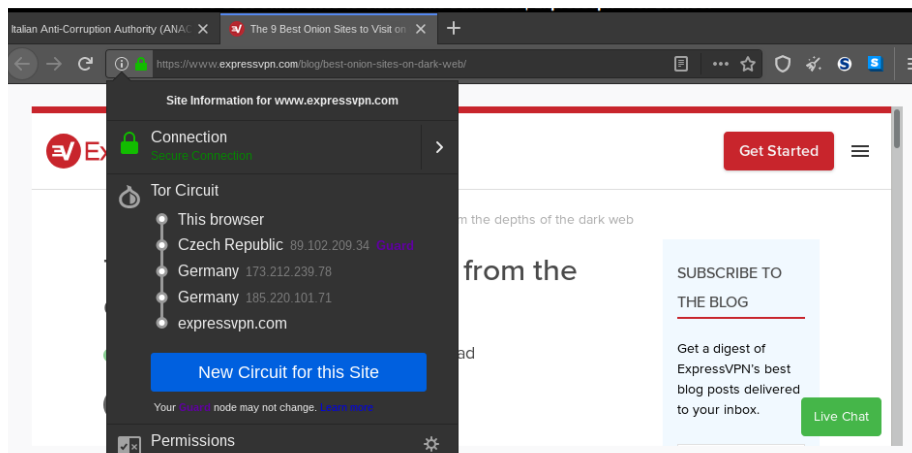 Italian Anti-Corruption Authority (ANAC
The 9 Best Onion Sites to Visit on
https://www.expressvpn.com/blog/best-onion-sites-on-dark-web/
Site Information for www.expressvpn.com
Connection
Secure Connection
Get Started
Tor Circuit
This browser
m the depths of the dark web
Czech Republic 89.102.209.34 Guard
Germany 173.212.239.78
from the
Germany 185.220.101.71
expressvpn.com
ad
New Circuit for this Site
Your Guard node may not change. Learn more
Permissions
SUBSCRIBE TO
THE BLOG
Get a digest of
ExpressVPN's best
blog posts delivered
to your inbox.
Live Chat